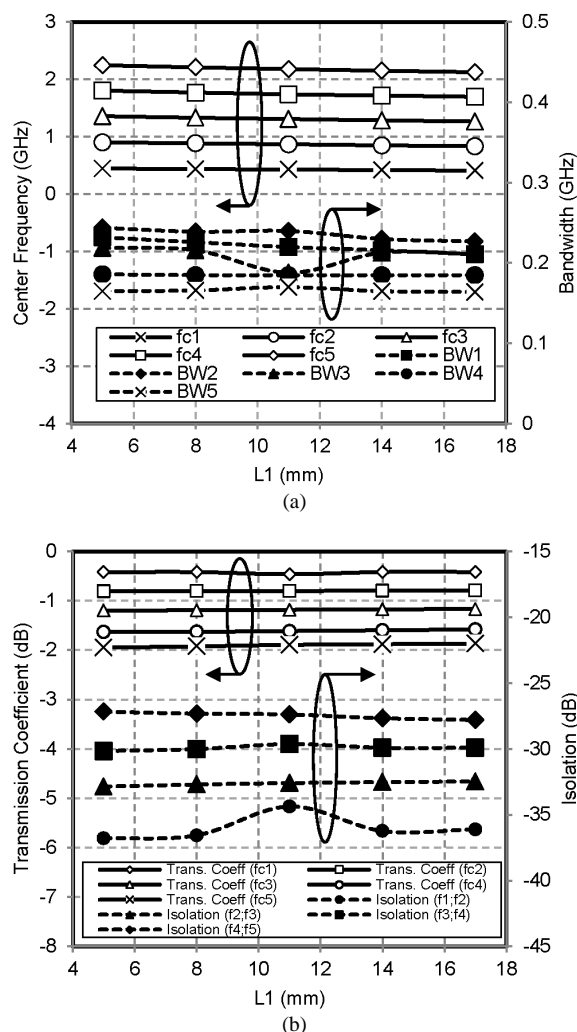 3
2
1
0
-1
-2
-3
-4
Center Frequency (GHz)
0.5
0.4
0.3
0.2
0.1
0
Bandwidth (GHz)
fc1 fc2 fc3
fc4 fc5 BW1
BW2 BW3 BW4
BW5
4 6 8 10 12 14 16 18
L1 (mm)
(a)
0
-1
-2
-3
-4
-5
-6
-7
-8
Transmission Coefficient (dB)
-15
-20
-25
-30
-35
-40
-45
Isolation (dB)
Trans. Coeff (fc1) Trans. Coeff (fc2)
Trans. Coeff (fc3) Trans. Coeff (fc4)
Trans. Coeff (fc5) Isolation (f1;f2)
Isolation (f2;f3) Isolation (f3;f4)
Isolation (f4;f5)
4 6 8 10 12 14 16 18
L1 (mm)
(b)